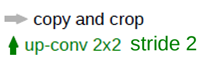 copy and crop
up-conv 2x2 stride 2